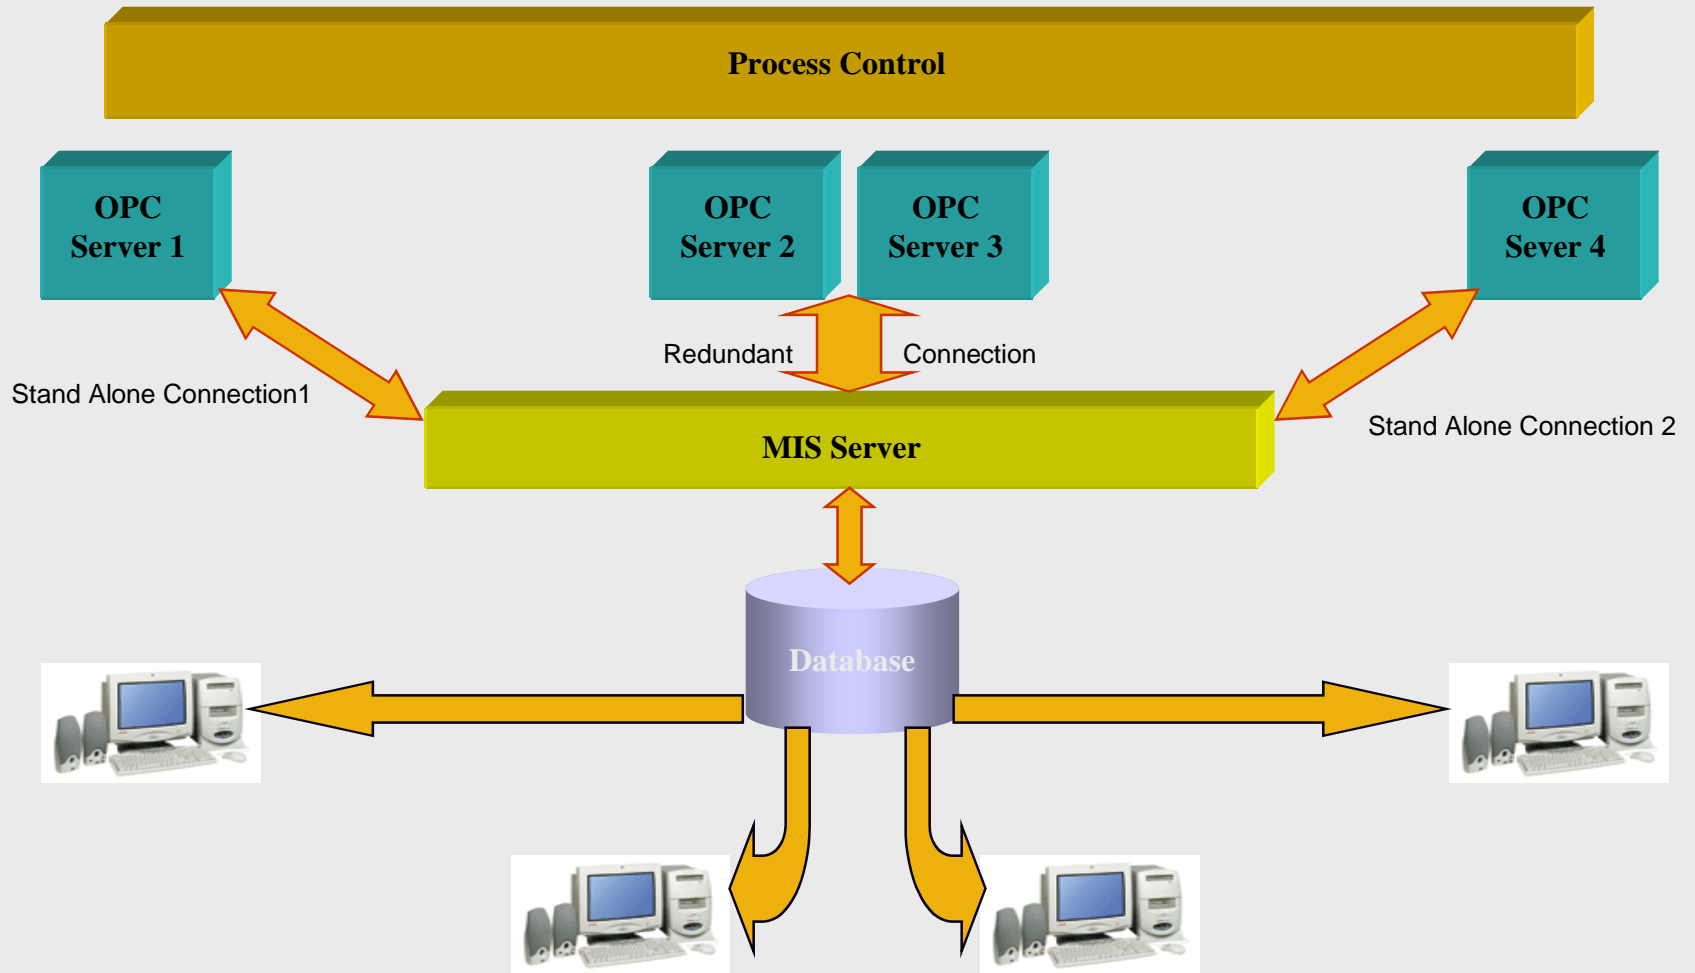 Process Control
OPC
Server 1
OPC
Server 2
OPC
Server 3
OPC
Sever 4
Redundant
Connection
Stand Alone Connection1
Stand Alone Connection 2
MIS Server
Database